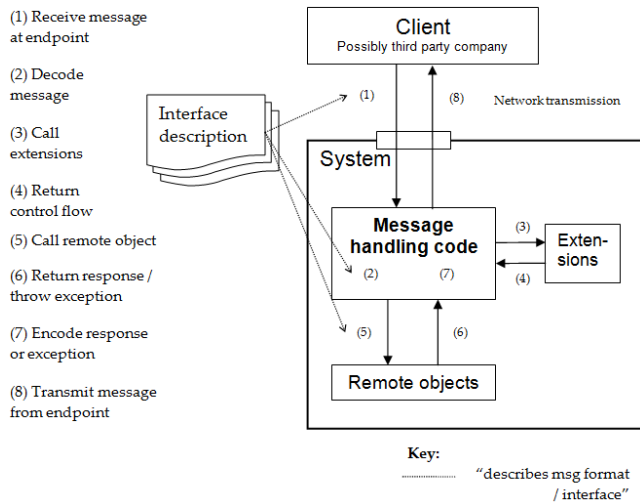 (1) Receive message
at endpoint
(2) Decode
message
(3) Call
extensions
(4) Return
control flow
(5) Call remote object
(6) Return response /
throw exception
(7) Encode response
or exception
(8) Transmit message
from endpoint
Interface
description
Client
Possibly third party company
(1)
(8)
Network transmission
System
Message
handling code
(2)
(7)
(3)
(4)
Exten-
sions
(5)
(6)
Remote objects
Key:
"describes msg format
/ interface"